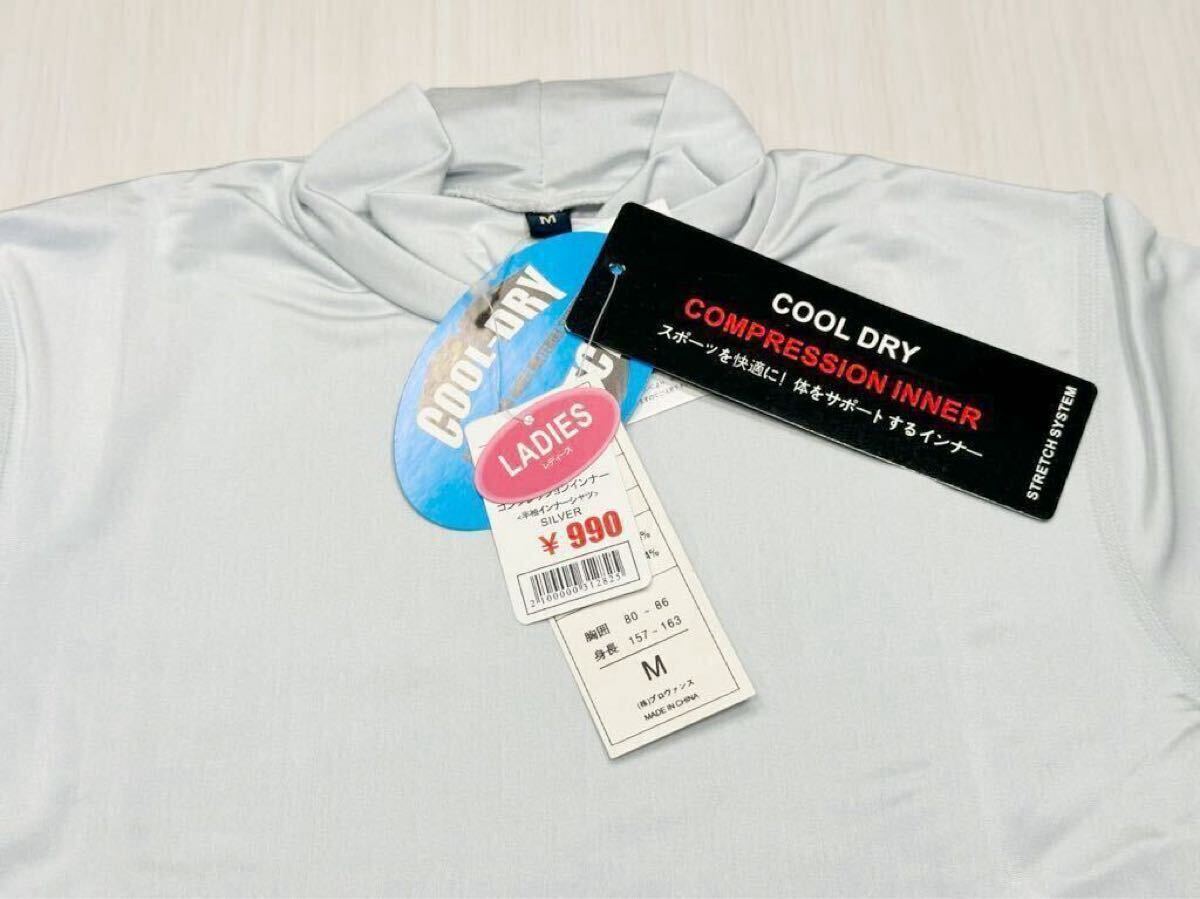 M
COOL-DRY
COOL DRY
COMPRESSION INNER
スポーツを快適に! 体をサポートするインナー
STRETCH SYSTEM
LADIES
レディース
コンプレッションインナー
<半袖インナーシャツ>
SILVER
¥ 990
2100000312825
%
4%
胸囲 80 - 86
身長 157 - 163
M
(株)プロヴァンス
MADE IN CHINA